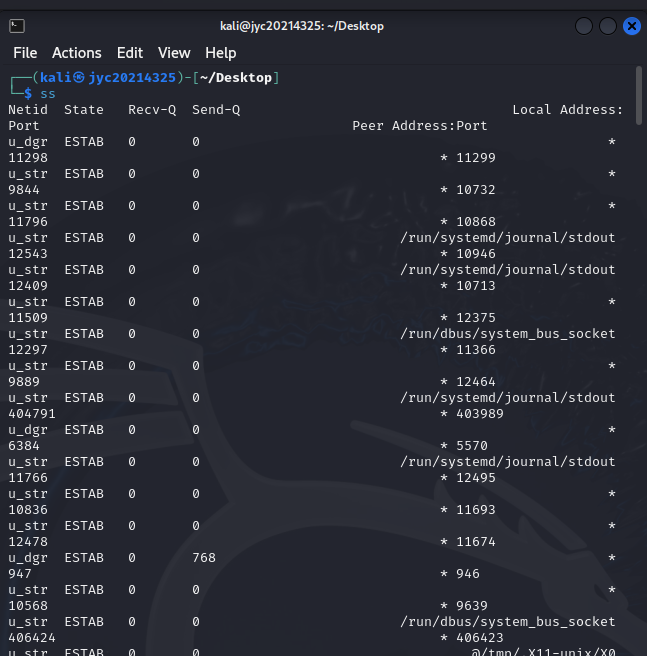 kali@jyc20214325: ~/Desktop
File Actions Edit View Help
┌──(kali㉿jyc20214325)-[~/Desktop]
└─$ ss
Netid State Recv-Q Send-Q Local Address:
Port Peer Address:Port
u_dgr ESTAB 0 0 *
11298 * 11299
u_str ESTAB 0 0 *
9844 * 10732
u_str ESTAB 0 0 *
11796 * 10868
u_str ESTAB 0 0 /run/systemd/journal/stdout
12543 * 10946
u_str ESTAB 0 0 /run/systemd/journal/stdout
12409 * 10713
u_str ESTAB 0 0 *
11509 * 12375
u_str ESTAB 0 0 /run/dbus/system_bus_socket
12297 * 11366
u_str ESTAB 0 0 *
9889 * 12464
u_str ESTAB 0 0 /run/systemd/journal/stdout
404791 * 403989
u_dgr ESTAB 0 0 *
6384 * 5570
u_str ESTAB 0 0 /run/systemd/journal/stdout
11766 * 12495
u_str ESTAB 0 0 *
10836 * 11693
u_str ESTAB 0 0 *
12478 * 11674
u_dgr ESTAB 0 768 *
947 * 946
u_str ESTAB 0 0 *
10568 * 9639
u_str ESTAB 0 0 /run/dbus/system_bus_socket
406424 * 406423
u_str ESTAB 0 0 @/tmp/.X11-unix/X0